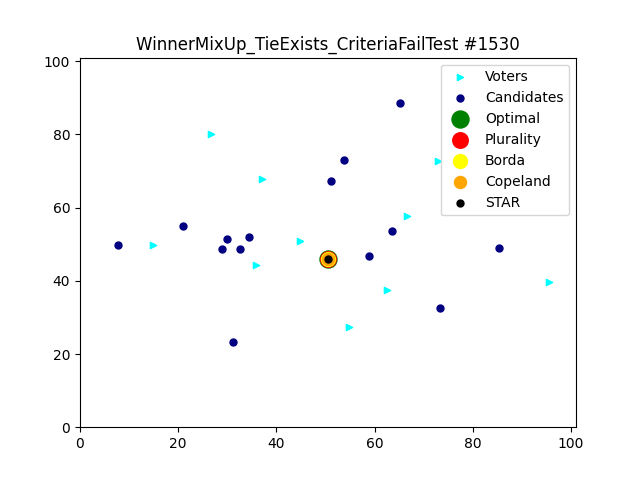 WinnerMixUp_TieExists_CriteriaFailTest #1530
Voters
Candidates
Optimal
Plurality
Borda
Copeland
STAR
100
80
60
40
20
0
0 20 40 60 80 100